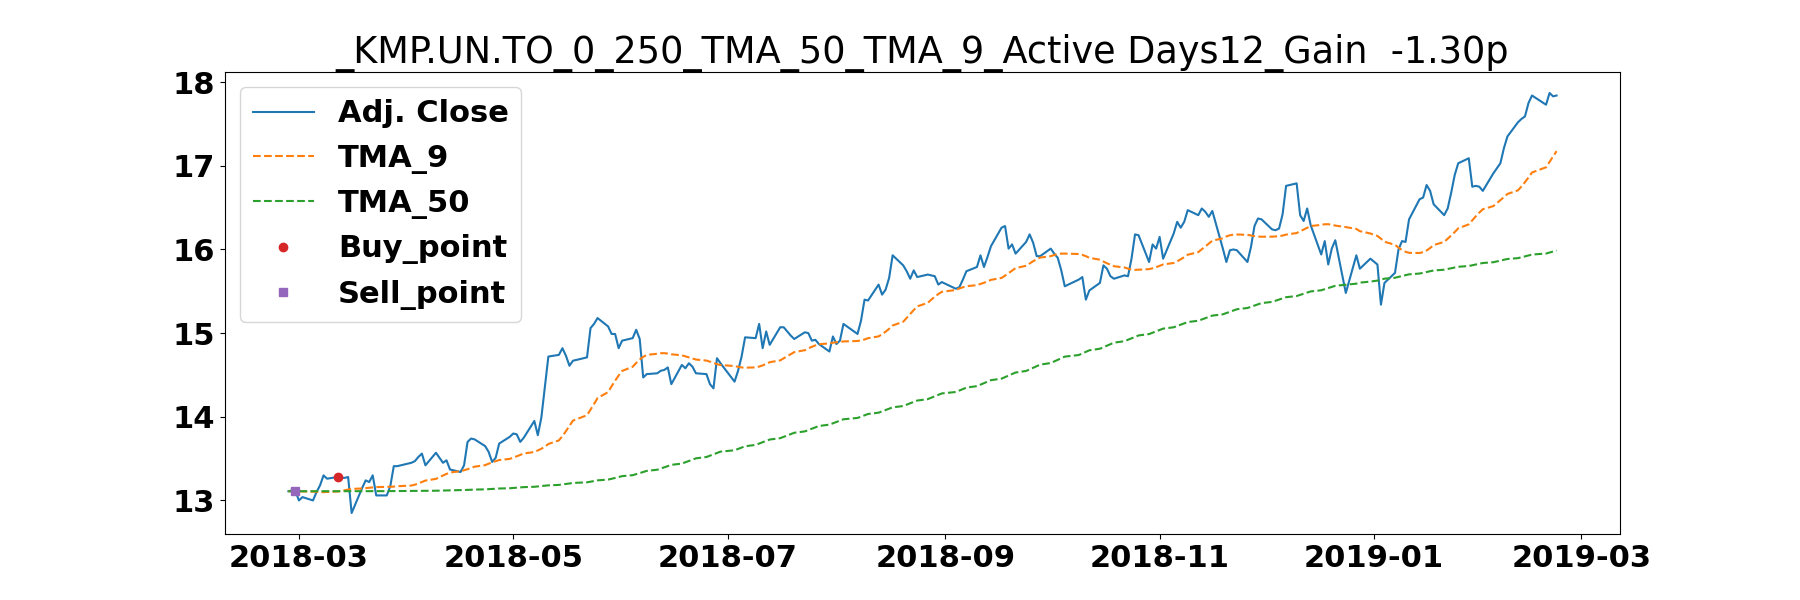 _KMP.UN.TO_0_250_TMA_50_TMA_9_Active Days12_Gain  -1.30p
18
17
16
15
14
13
Adj. Close
TMA_9
TMA_50
Buy_point
Sell_point
2018-03 2018-05 2018-07 2018-09 2018-11 2019-01 2019-03